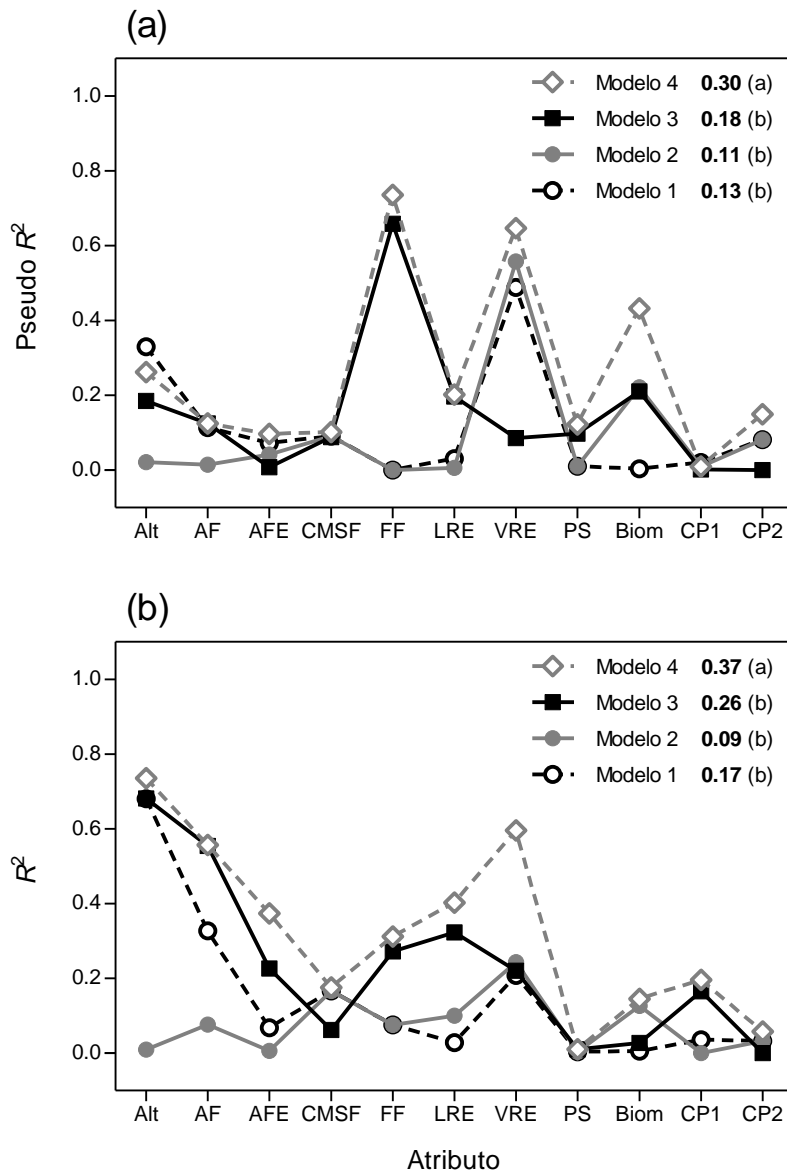 (a)
1.0
0.8
0.6
0.4
0.2
0.0
Pseudo R²
Modelo 4 0.30 (a)
Modelo 3 0.18 (b)
Modelo 2 0.11 (b)
Modelo 1 0.13 (b)
Alt AF AFE CMSF FF LRE VRE PS Biom CP1 CP2
(b)
1.0
0.8
0.6
0.4
0.2
0.0
R²
Modelo 4 0.37 (a)
Modelo 3 0.26 (b)
Modelo 2 0.09 (b)
Modelo 1 0.17 (b)
Alt AF AFE CMSF FF LRE VRE PS Biom CP1 CP2
Atributo